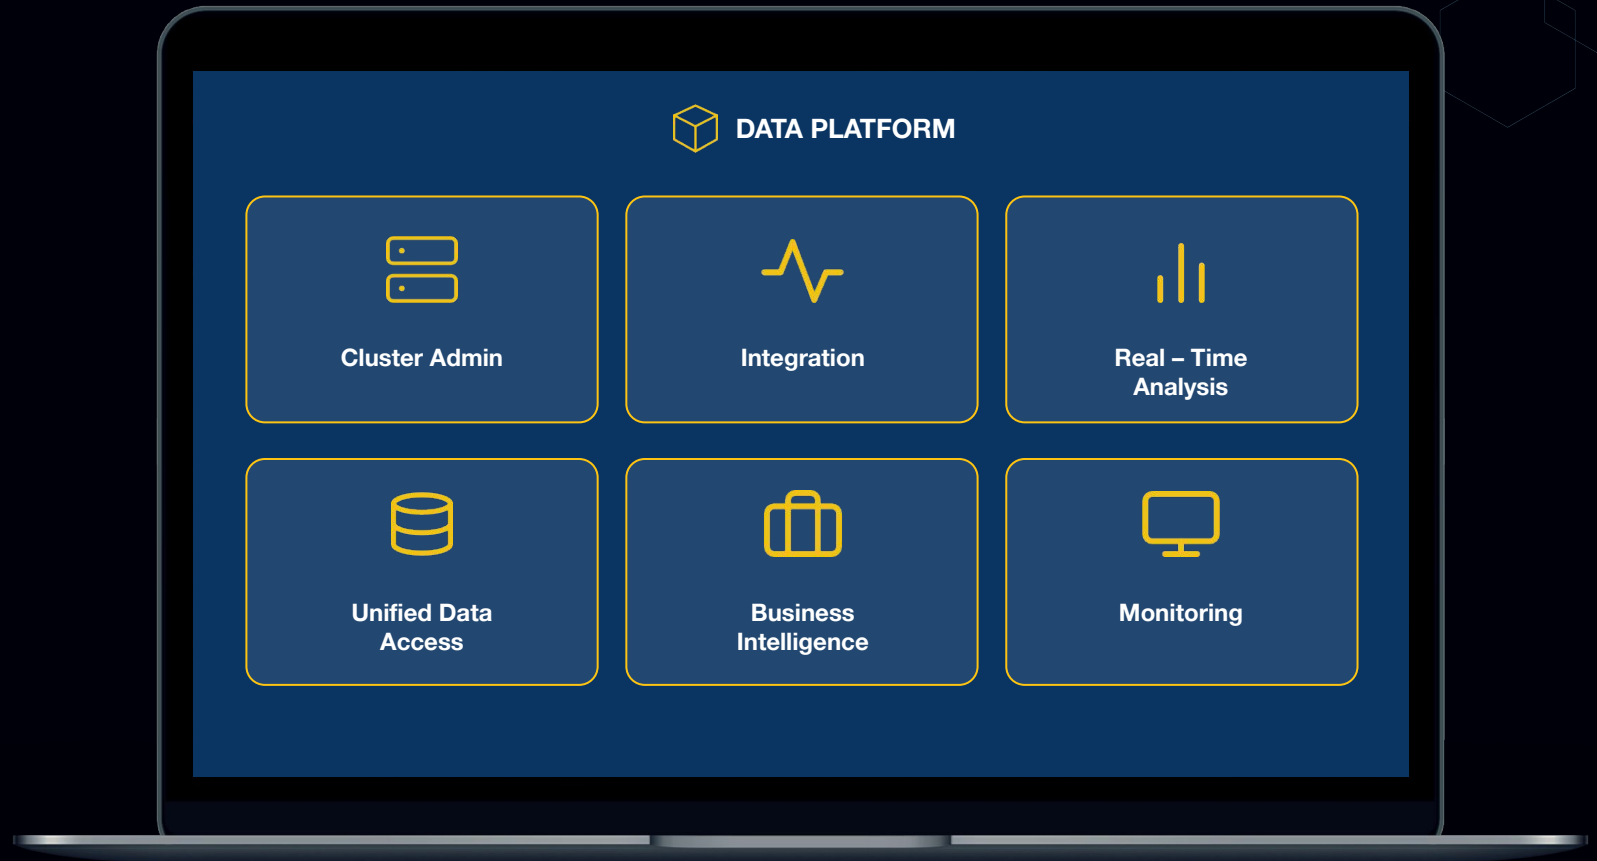 DATA PLATFORM
Cluster Admin
Integration
Real – Time
Analysis
Unified Data
Access
Business
Intelligence
Monitoring